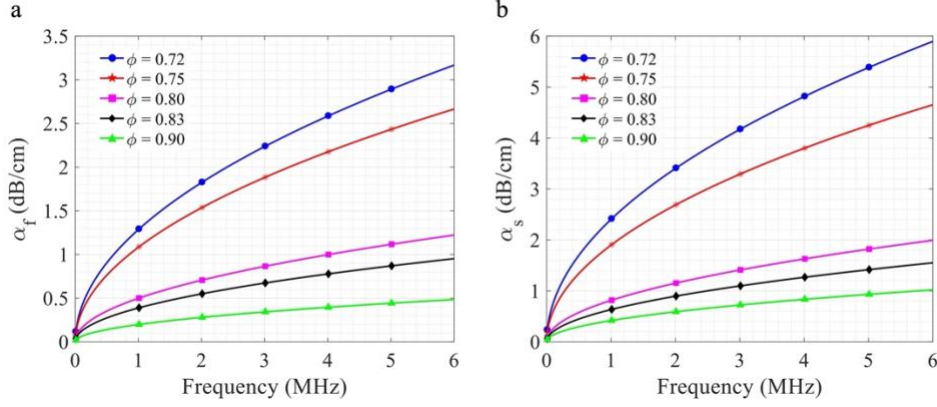 a
3.5
3
2.5
2
1.5
1
0.5
0
α_f (dB/cm)
ϕ = 0.72
ϕ = 0.75
ϕ = 0.80
ϕ = 0.83
ϕ = 0.90
0 1 2 3 4 5 6
Frequency (MHz)
b
6
5
4
3
2
1
0
α_s (dB/cm)
ϕ = 0.72
ϕ = 0.75
ϕ = 0.80
ϕ = 0.83
ϕ = 0.90
0 1 2 3 4 5 6
Frequency (MHz)